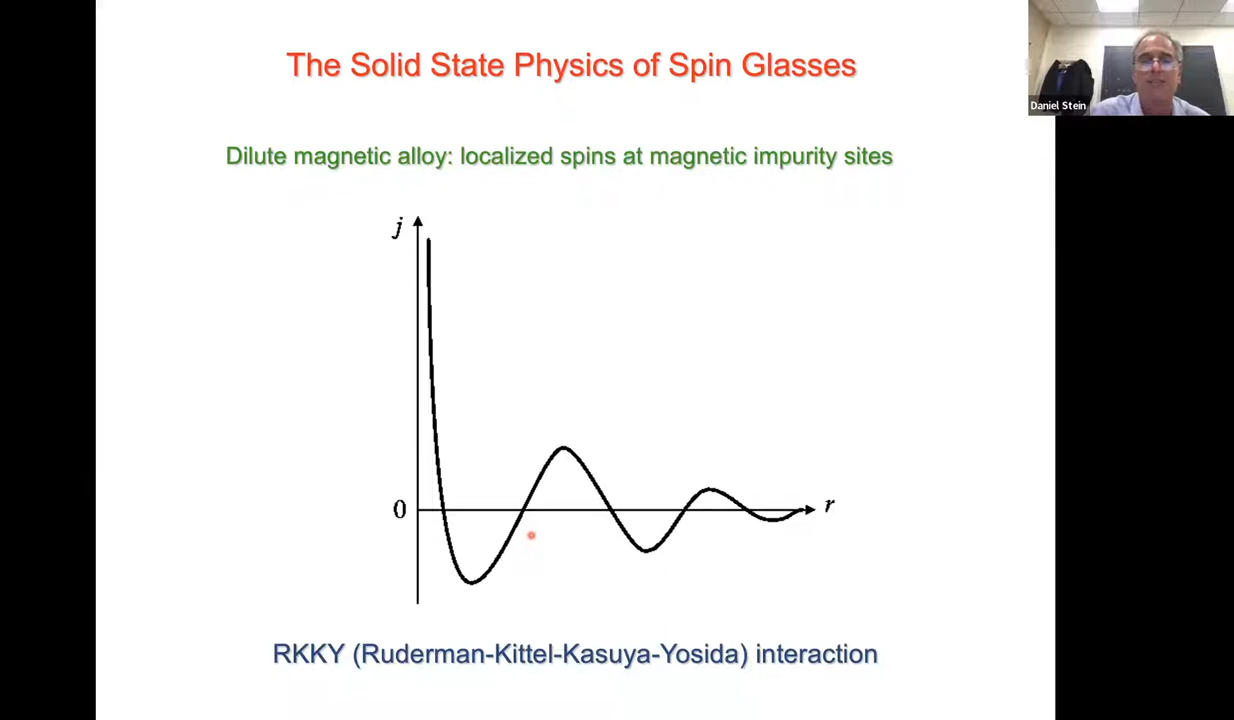 The Solid State Physics of Spin Glasses
Daniel Stein
Dilute magnetic alloy: localized spins at magnetic impurity sites
j
0
r
RKKY (Ruderman-Kittel-Kasuya-Yosida) interaction